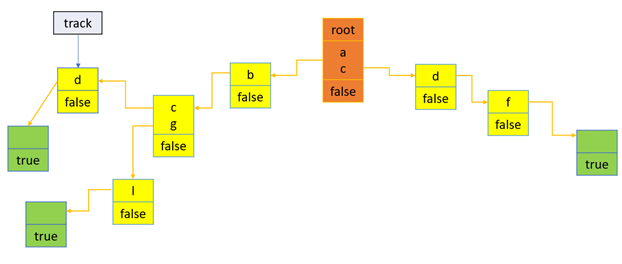 track
root
a
c
false
b
false
d
false
d
false
c
g
false
f
false
true
true
l
false
true